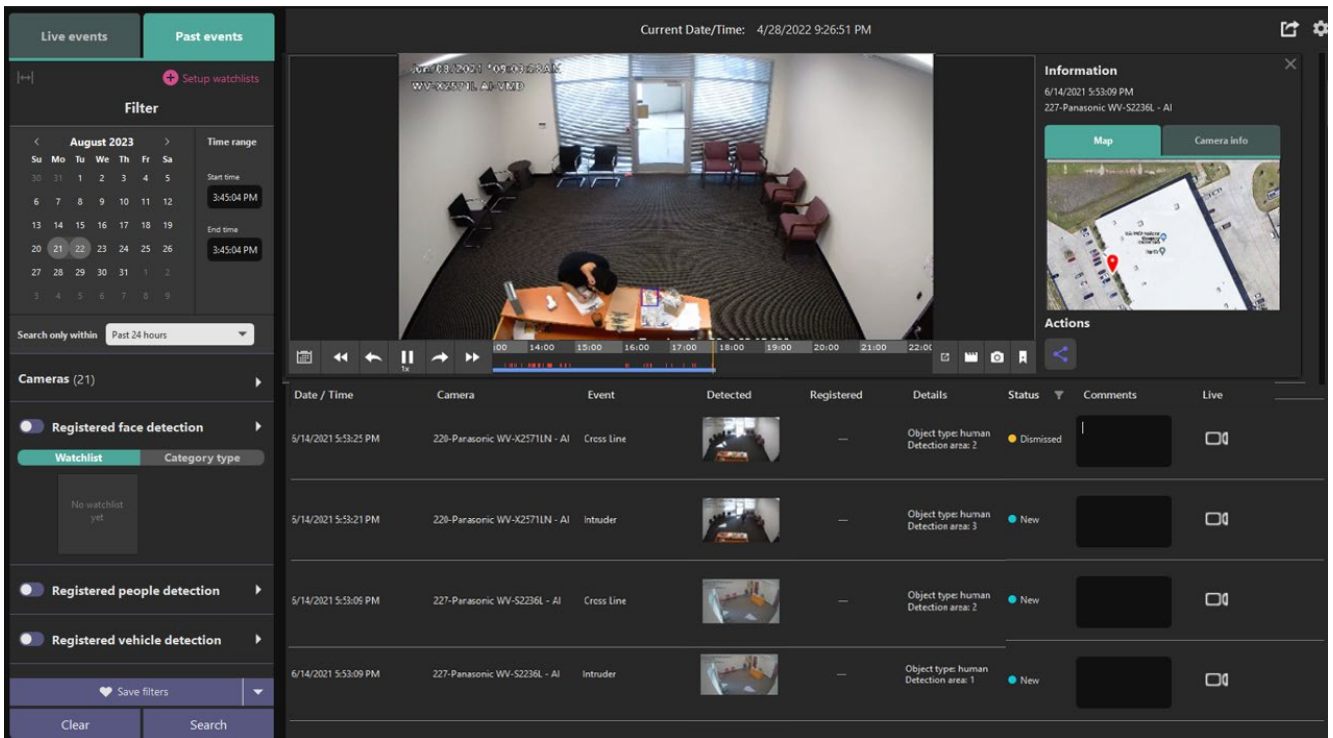 Live events
Past events
Current Date/Time: 4/28/2022 9:26:51 PM
Setup watchlists
Filter
August 2023
Time range
Su Mo Tu We Th Fr Sa
30 31 1 2 3 4 5
6 7 8 9 10 11 12
13 14 15 16 17 18 19
20 21 22 23 24 25 26
27 28 29 30 31 1 2
3 4 5 6 7 8 9
Start time
3:45:04 PM
End time
3:45:04 PM
Search only within Past 24 hours
Cameras (21)
Registered face detection
Watchlist Category type
No watchlist
yet
Registered people detection
Registered vehicle detection
Save filters
Clear Search
Information
6/14/2021 5:53:09 PM
227-Panasonic WV-S2236L - AI
Map Camera info
Actions
1x
:00 14:00 15:00 16:00 17:00 18:00 19:00 20:00 21:00 22:00
Date / Time Camera Event Detected Registered Details Status Comments Live
6/14/2021 5:53:25 PM 220-Panasonic WV-X2571LN - AI Cross Line — Object type: human Dismissed
Detection area: 2
6/14/2021 5:53:21 PM 220-Panasonic WV-X2571LN - AI Intruder — Object type: human New
Detection area: 3
6/14/2021 5:53:09 PM 227-Panasonic WV-S2236L - AI Cross Line — Object type: human New
Detection area: 2
6/14/2021 5:53:09 PM 227-Panasonic WV-S2236L - AI Intruder — Object type: human New
Detection area: 1